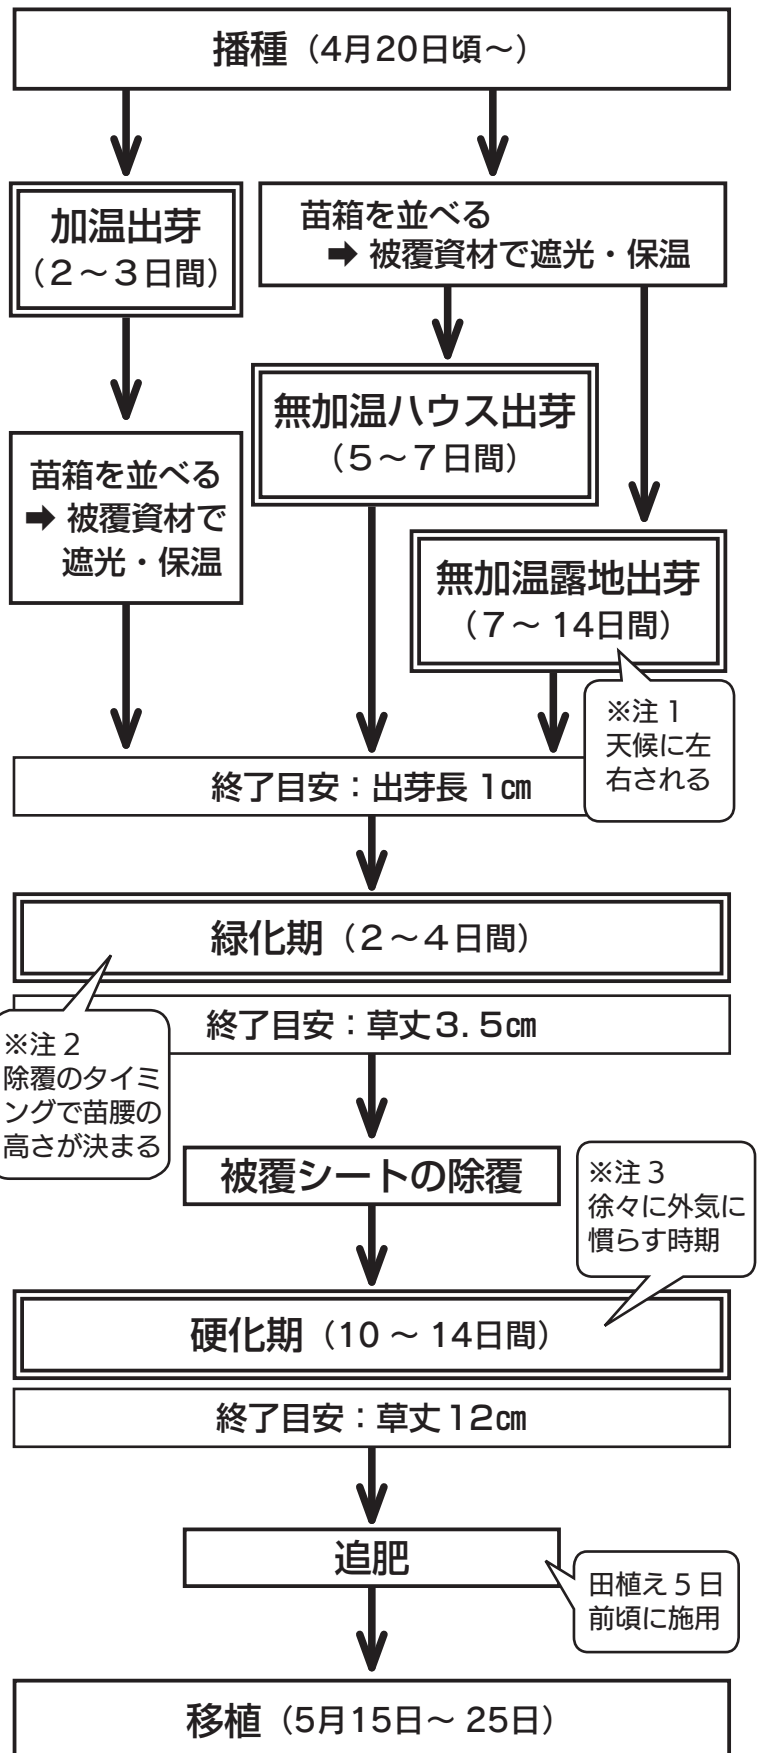 播種（4月20日頃～）
加温出芽
（2～3日間）
苗箱を並べる
➡ 被覆資材で遮光・保温
無加温ハウス出芽
（5～7日間）
苗箱を並べる
➡ 被覆資材で
遮光・保温
無加温露地出芽
（7～14日間）
※注1
天候に左
右される
終了目安：出芽長 1㎝
緑化期（2～4日間）
終了目安：草丈3.5㎝
※注2
除覆のタイミ
ングで苗腰の
高さが決まる
被覆シートの除覆
※注3
徐々に外気に
慣らす時期
硬化期（10～14日間）
終了目安：草丈12㎝
追肥
田植え5日
前頃に施用
移植（5月15日～25日）